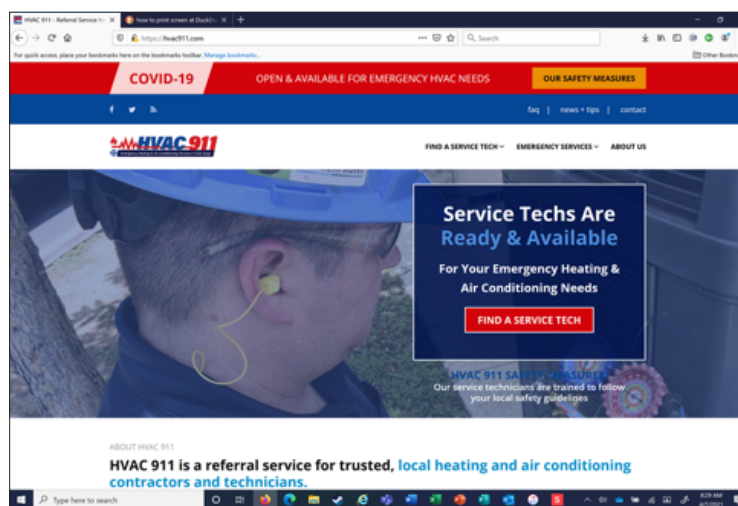 HVAC 911 - Referral Service fo
how to print screen at DuckDu
https://hvac911.com
Search
For quick access, place your bookmarks here on the bookmarks toolbar. Manage bookmarks...
Other Bookm
COVID-19
OPEN & AVAILABLE FOR EMERGENCY HVAC NEEDS
OUR SAFETY MEASURES
faq | news + tips | contact
HVAC 911
FIND A SERVICE TECH
EMERGENCY SERVICES
ABOUT US
Service Techs Are
Ready & Available
For Your Emergency Heating &
Air Conditioning Needs
FIND A SERVICE TECH
HVAC 911 SAFETY MEASURES
Our service technicians are trained to follow
your local safety guidelines
ABOUT HVAC 911
HVAC 911 is a referral service for trusted, local heating and air conditioning
contractors and technicians.
Type here to search
8:29 AM